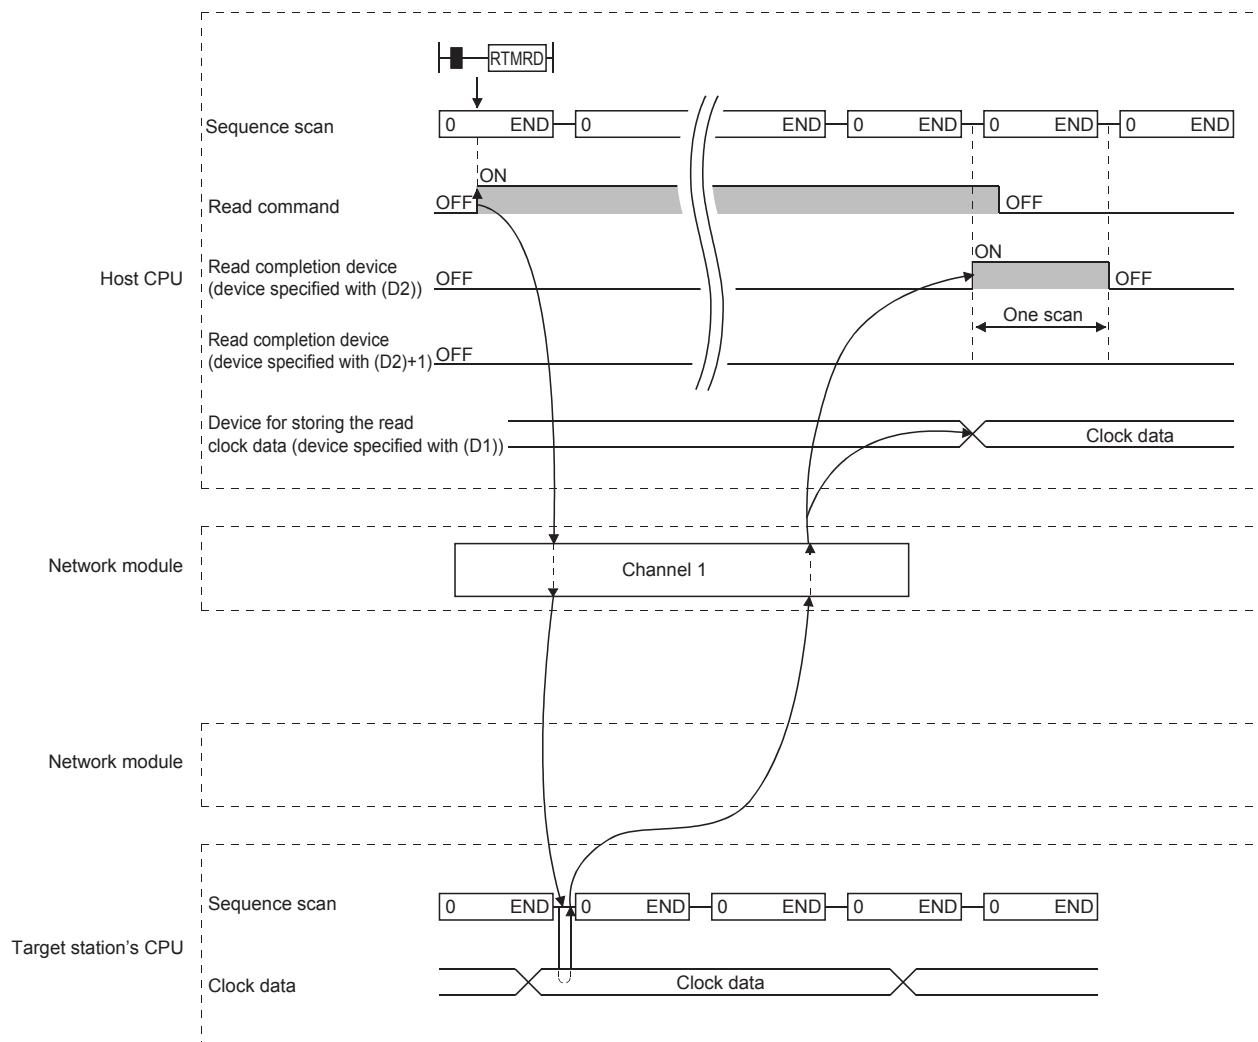 RTMRD
Sequence scan
0 END 0 END 0 END 0 END 0 END
ON
Read command
OFF
OFF
ON
Host CPU
Read completion device
(device specified with (D2))
OFF
OFF
One scan
Read completion device
(device specified with (D2)+1)
OFF
Device for storing the read
clock data (device specified with (D1))
Clock data
Network module
Channel 1
Network module
Sequence scan
0 END 0 END 0 END 0 END 0 END
Target station's CPU
Clock data
Clock data